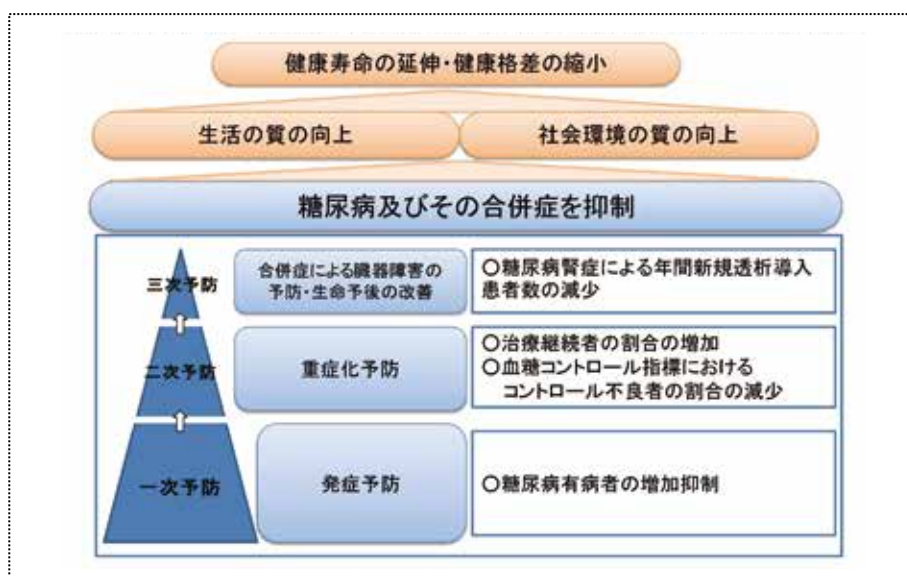 健康寿命の延伸・健康格差の縮小
生活の質の向上
社会環境の質の向上
糖尿病及びその合併症を抑制
三次予防
合併症による臓器障害の
予防・生命予後の改善
〇糖尿病腎症による年間新規透析導入
患者数の減少
二次予防
重症化予防
〇治療継続者の割合の増加
〇血糖コントロール指標における
コントロール不良者の割合の減少
一次予防
発症予防
〇糖尿病有病者の増加抑制